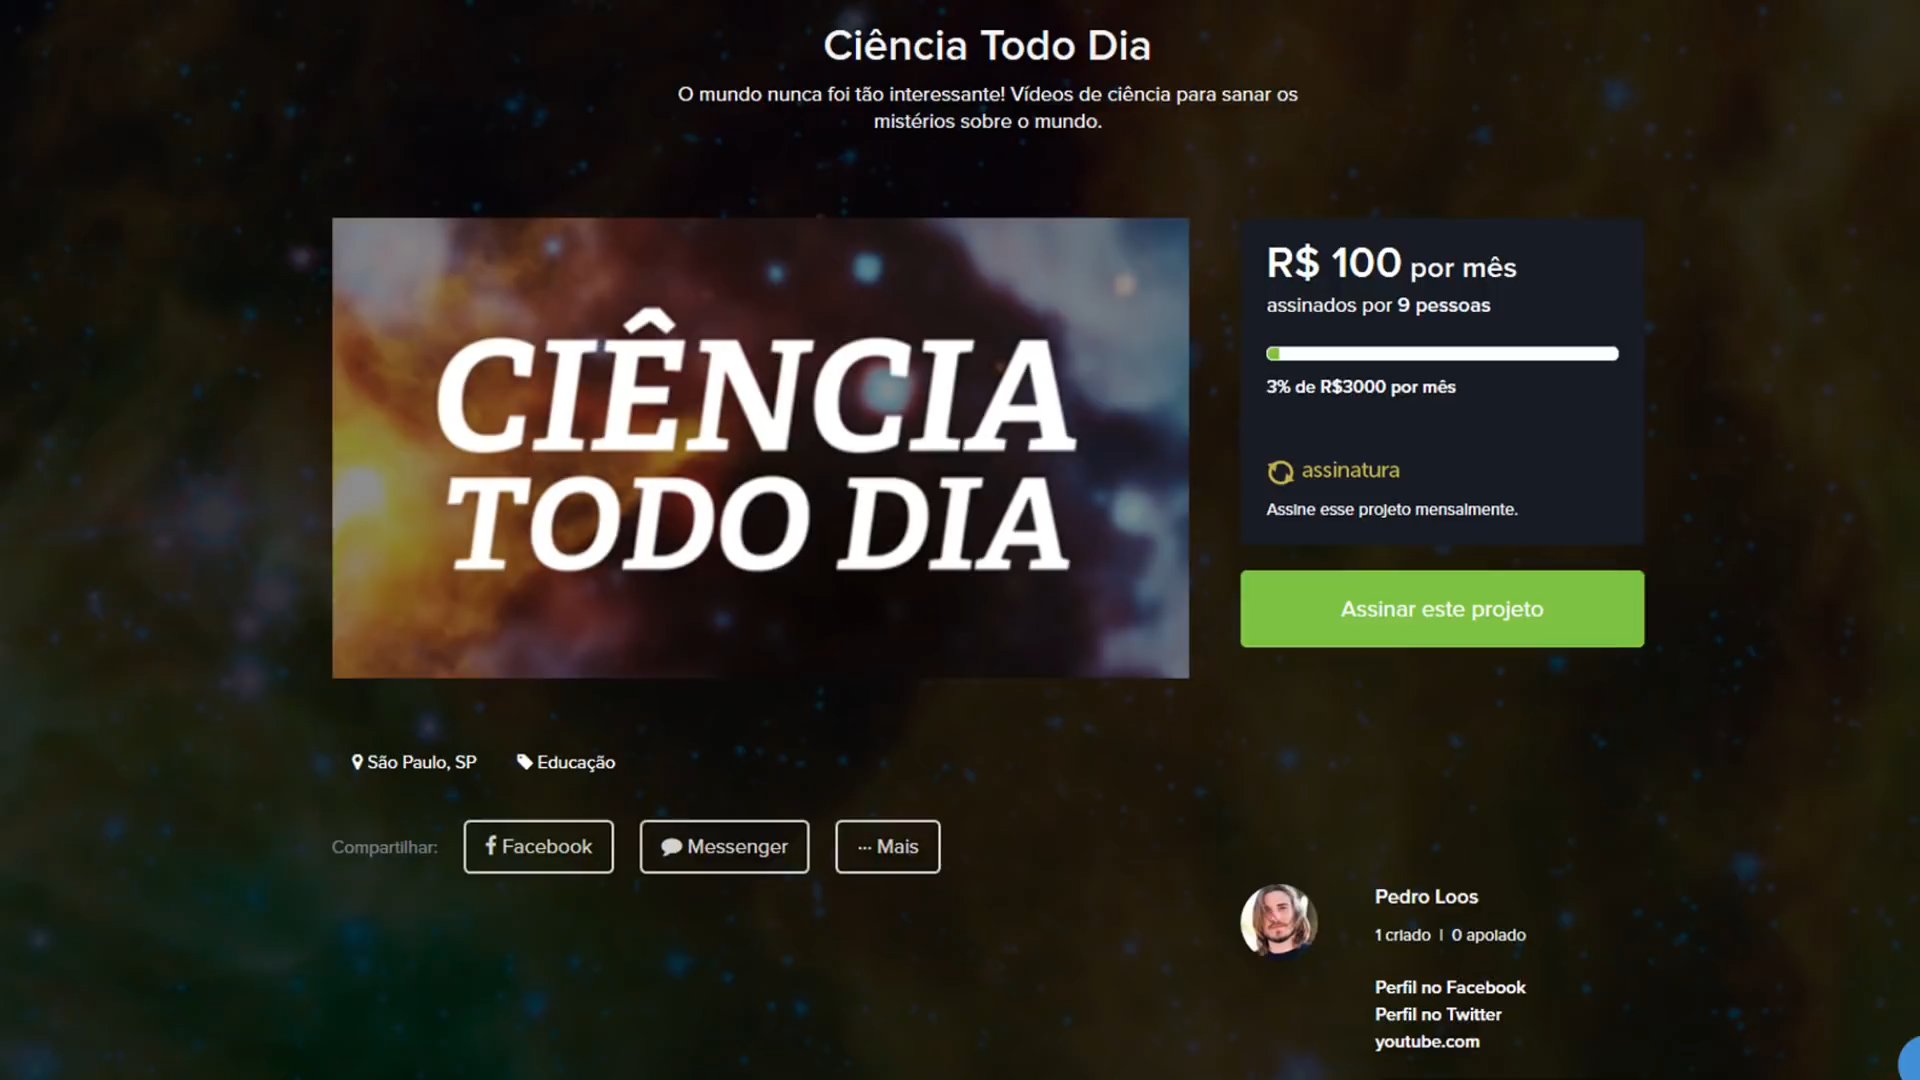 Ciência Todo Dia
O mundo nunca foi tão interessante! Vídeos de ciência para sanar os
mistérios sobre o mundo.
CIÊNCIA
TODO DIA
R$ 100 por mês
assinados por 9 pessoas
3% de R$3000 por mês
assinatura
Assine esse projeto mensalmente.
Assinar este projeto
São Paulo, SP
Educação
Compartilhar:
Facebook
Messenger
··· Mais
Pedro Loos
1 criado | 0 apoiado
Perfil no Facebook
Perfil no Twitter
youtube.com